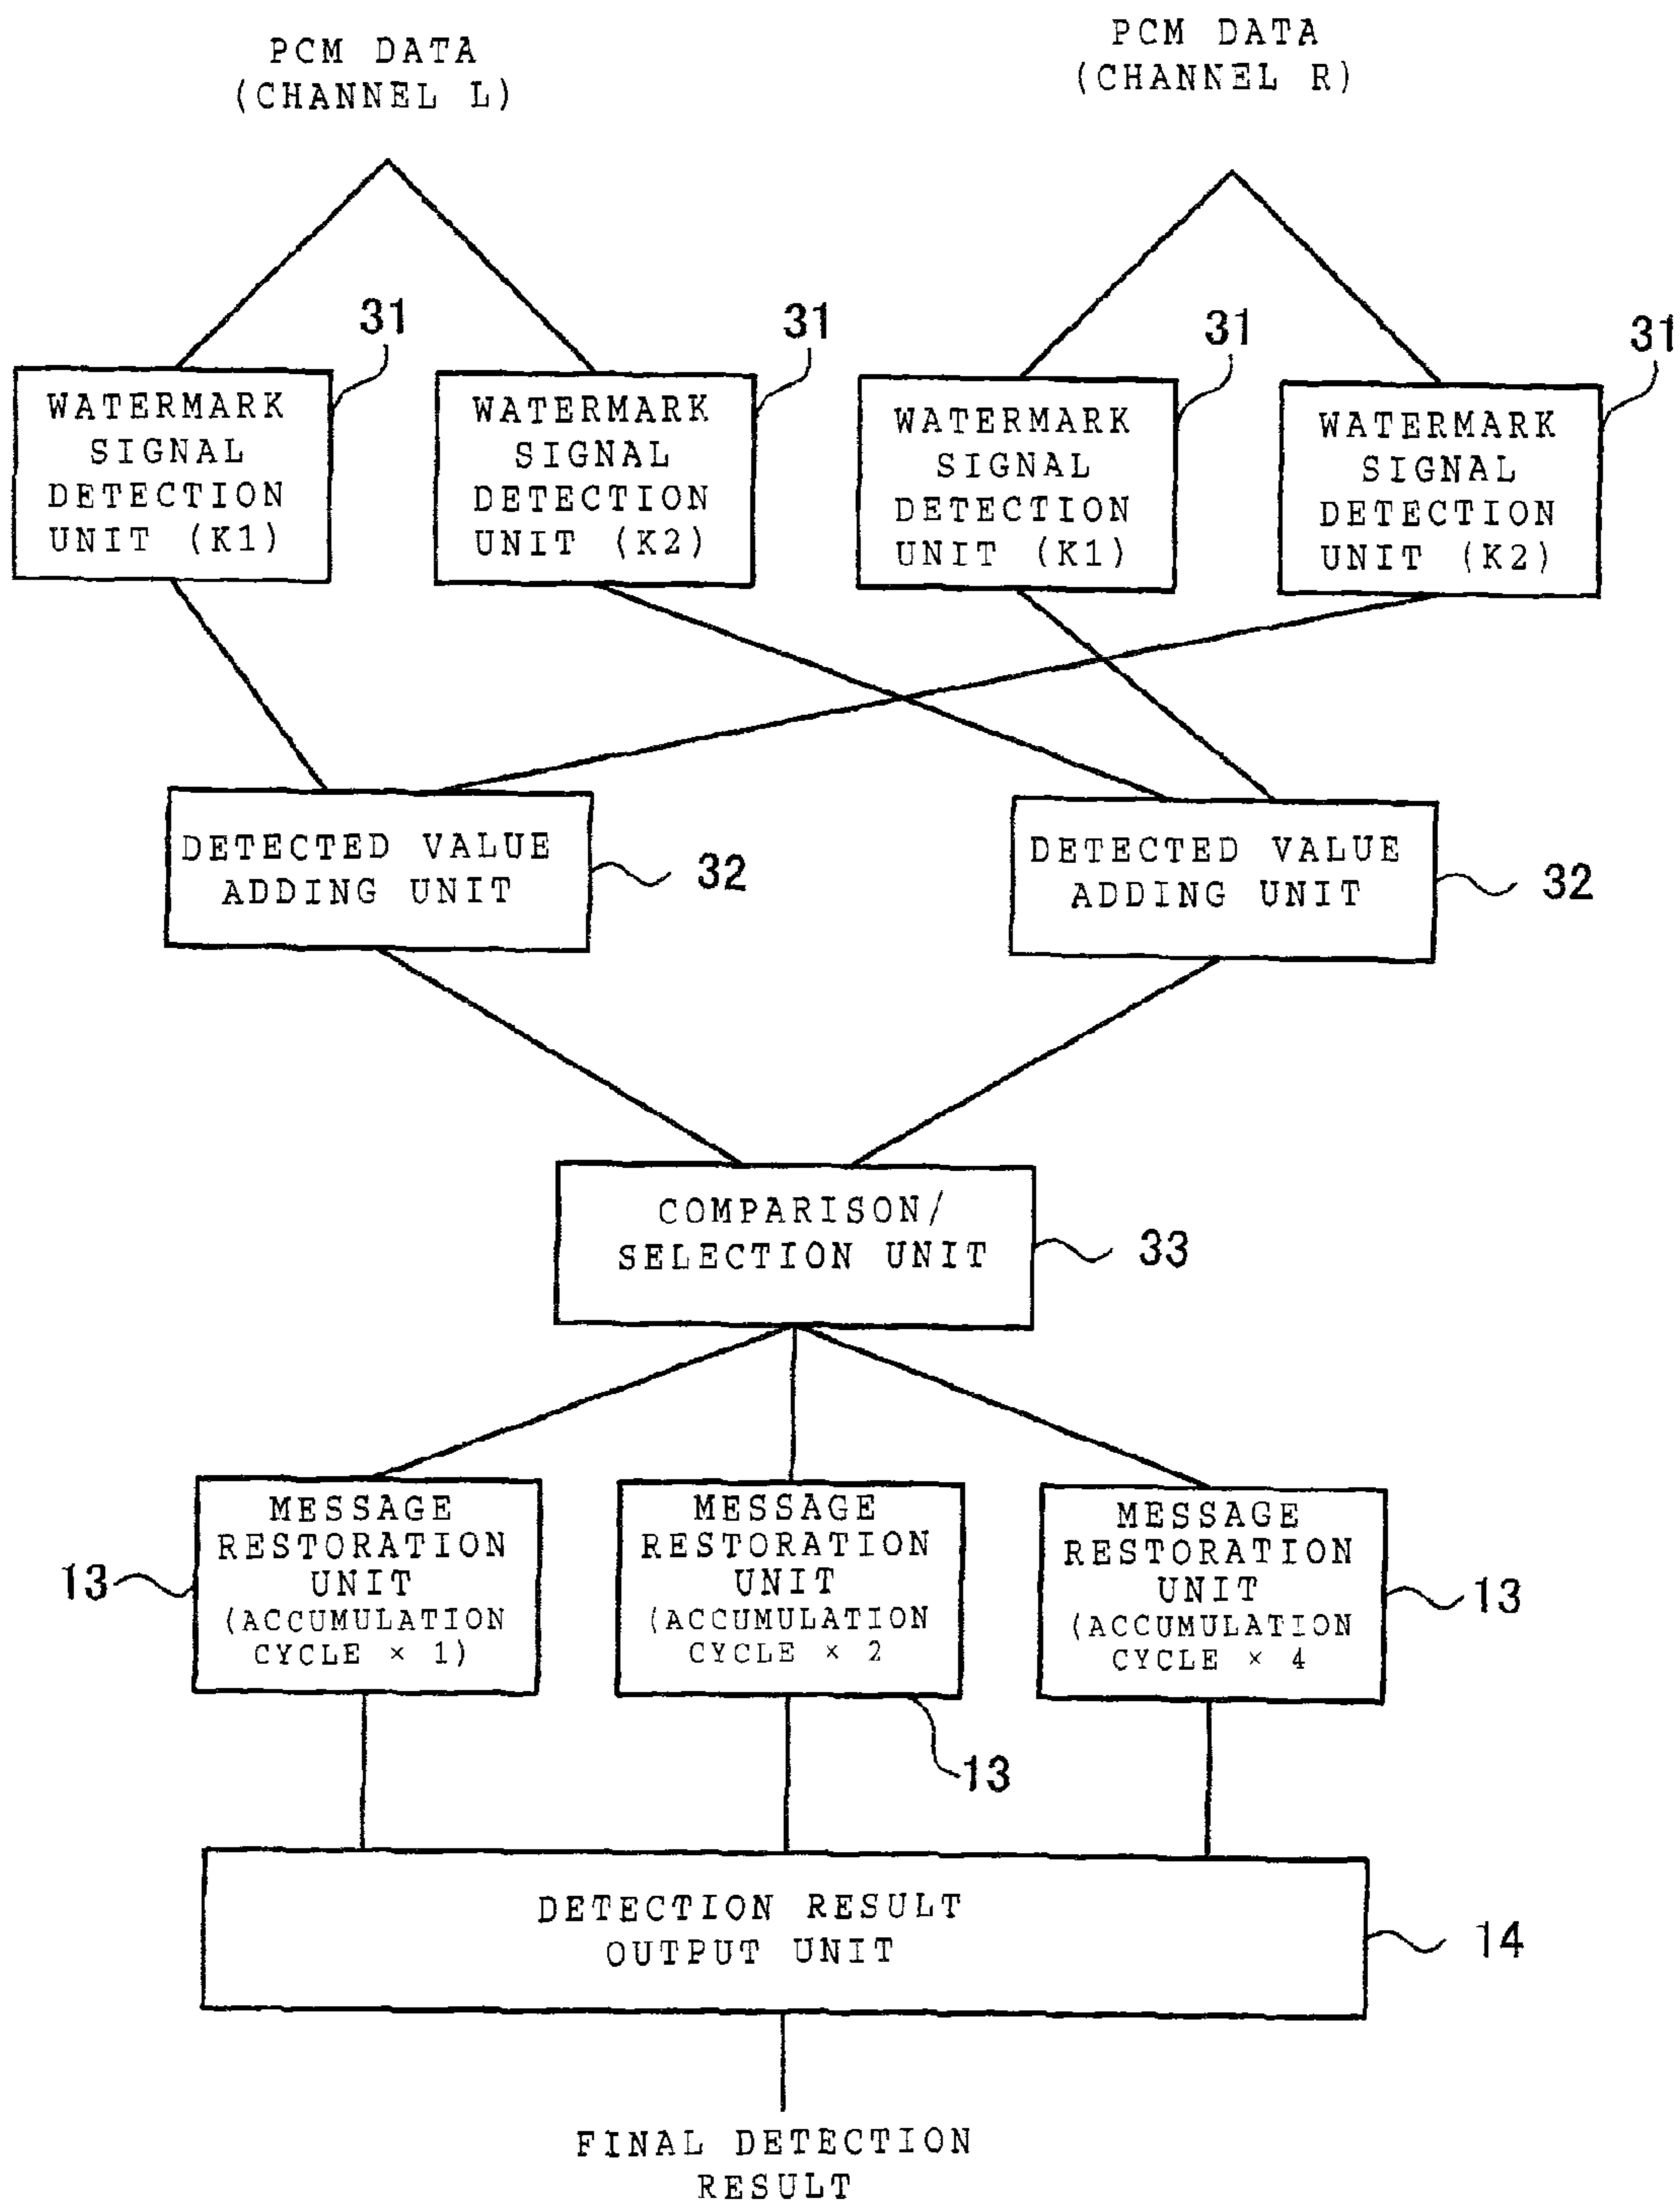 PCM DATA
(CHANNEL L)
PCM DATA
(CHANNEL R)
31
31
31
31
WATERMARK
SIGNAL
DETECTION
UNIT (K1)
WATERMARK
SIGNAL
DETECTION
UNIT (K2)
WATERMARK
SIGNAL
DETECTION
UNIT (K1)
WATERMARK
SIGNAL
DETECTION
UNIT (K2)
DETECTED VALUE
ADDING UNIT
32
DETECTED VALUE
ADDING UNIT
32
COMPARISON/
SELECTION UNIT
33
13
MESSAGE
RESTORATION
UNIT
(ACCUMULATION
CYCLE × 1)
MESSAGE
RESTORATION
UNIT
(ACCUMULATION
CYCLE × 2
13
MESSAGE
RESTORATION
UNIT
(ACCUMULATION
CYCLE × 4
13
DETECTION RESULT
OUTPUT UNIT
14
FINAL DETECTION
RESULT